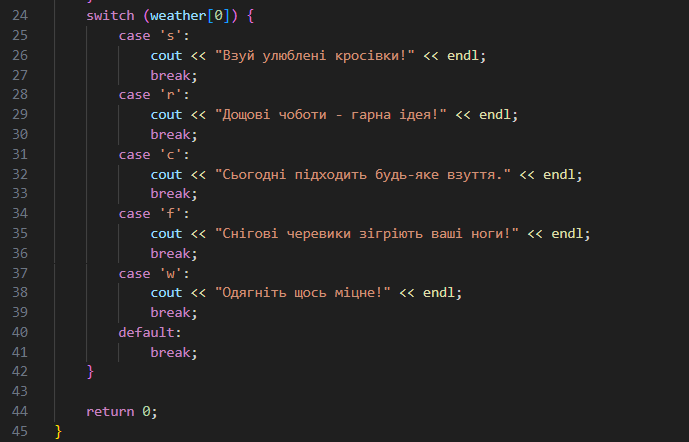 24 switch (weather[0]) {
25 case 's':
26 cout << "Взуй улюблені кросівки!" << endl;
27 break;
28 case 'r':
29 cout << "Дощові чоботи - гарна ідея!" << endl;
30 break;
31 case 'c':
32 cout << "Сьогодні підходить будь-яке взуття." << endl;
33 break;
34 case 'f':
35 cout << "Снігові черевики зігріють ваші ноги!" << endl;
36 break;
37 case 'w':
38 cout << "Одягніть щось міцне!" << endl;
39 break;
40 default:
41 break;
42 }
43
44 return 0;
45 }